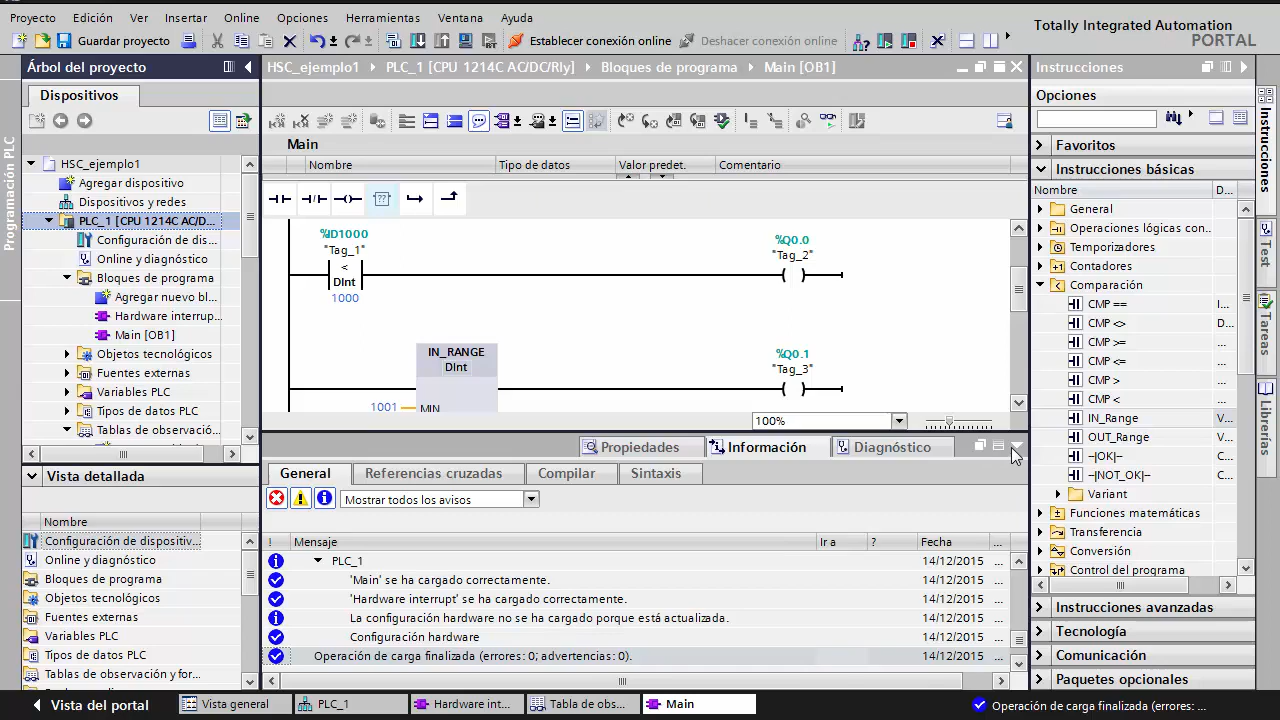 Proyecto Edición Ver Insertar Online Opciones Herramientas Ventana Ayuda
Totally Integrated Automation
PORTAL
Guardar proyecto Establecer conexión online Deshacer conexión online
Árbol del proyecto
HSC_ejemplo1 PLC_1 [CPU 1214C AC/DC/Rly] Bloques de programa Main [OB1]
Instrucciones
Dispositivos
Opciones
Programación PLC
Main
Nombre Tipo de datos Valor predet. Comentario
HSC_ejemplo1
Agregar dispositivo
Dispositivos y redes
PLC_1 [CPU 1214C AC/D...
Configuración de dis...
Online y diagnóstico
Bloques de programa
Agregar nuevo bl...
Hardware interrup...
Main [OB1]
Objetos tecnológicos
Fuentes externas
Variables PLC
Tipos de datos PLC
Tablas de observació...
%ID1000
"Tag_1"
<
DInt
1000
%Q0.0
"Tag_2"
IN_RANGE
DInt
1001 MIN
%Q0.1
"Tag_3"
100%
Favoritos
Instrucciones básicas
Nombre D...
General
Operaciones lógicas con...
Temporizadores
Contadores
Comparación
CMP == I...
CMP <> D...
CMP >=
CMP <=
CMP >
CMP <
IN_Range V...
OUT_Range V...
-|OK|- C...
-|NOT_OK|- C...
Variant
Funciones matemáticas
Transferencia
Conversión
Control del programa
Instrucciones avanzadas
Tecnología
Comunicación
Paquetes opcionales
Instrucciones
Test
Tareas
Librerías
Vista detallada
Nombre
Configuración de dispositiv...
Online y diagnóstico
Bloques de programa
Objetos tecnológicos
Fuentes externas
Variables PLC
Tipos de datos PLC
Tablas de observación y for...
Propiedades Información Diagnóstico
General Referencias cruzadas Compilar Sintaxis
Mostrar todos los avisos
! Mensaje Ir a ? Fecha ...
PLC_1 14/12/2015 ...
'Main' se ha cargado correctamente. 14/12/2015 ...
'Hardware interrupt' se ha cargado correctamente. 14/12/2015 ...
La configuración hardware no se ha cargado porque está actualizada. 14/12/2015 ...
Configuración hardware 14/12/2015 ...
Operación de carga finalizada (errores: 0; advertencias: 0). 14/12/2015 ...
Vista del portal Vista general PLC_1 Hardware int... Tabla de obs... Main Operación de carga finalizada (errores: ...